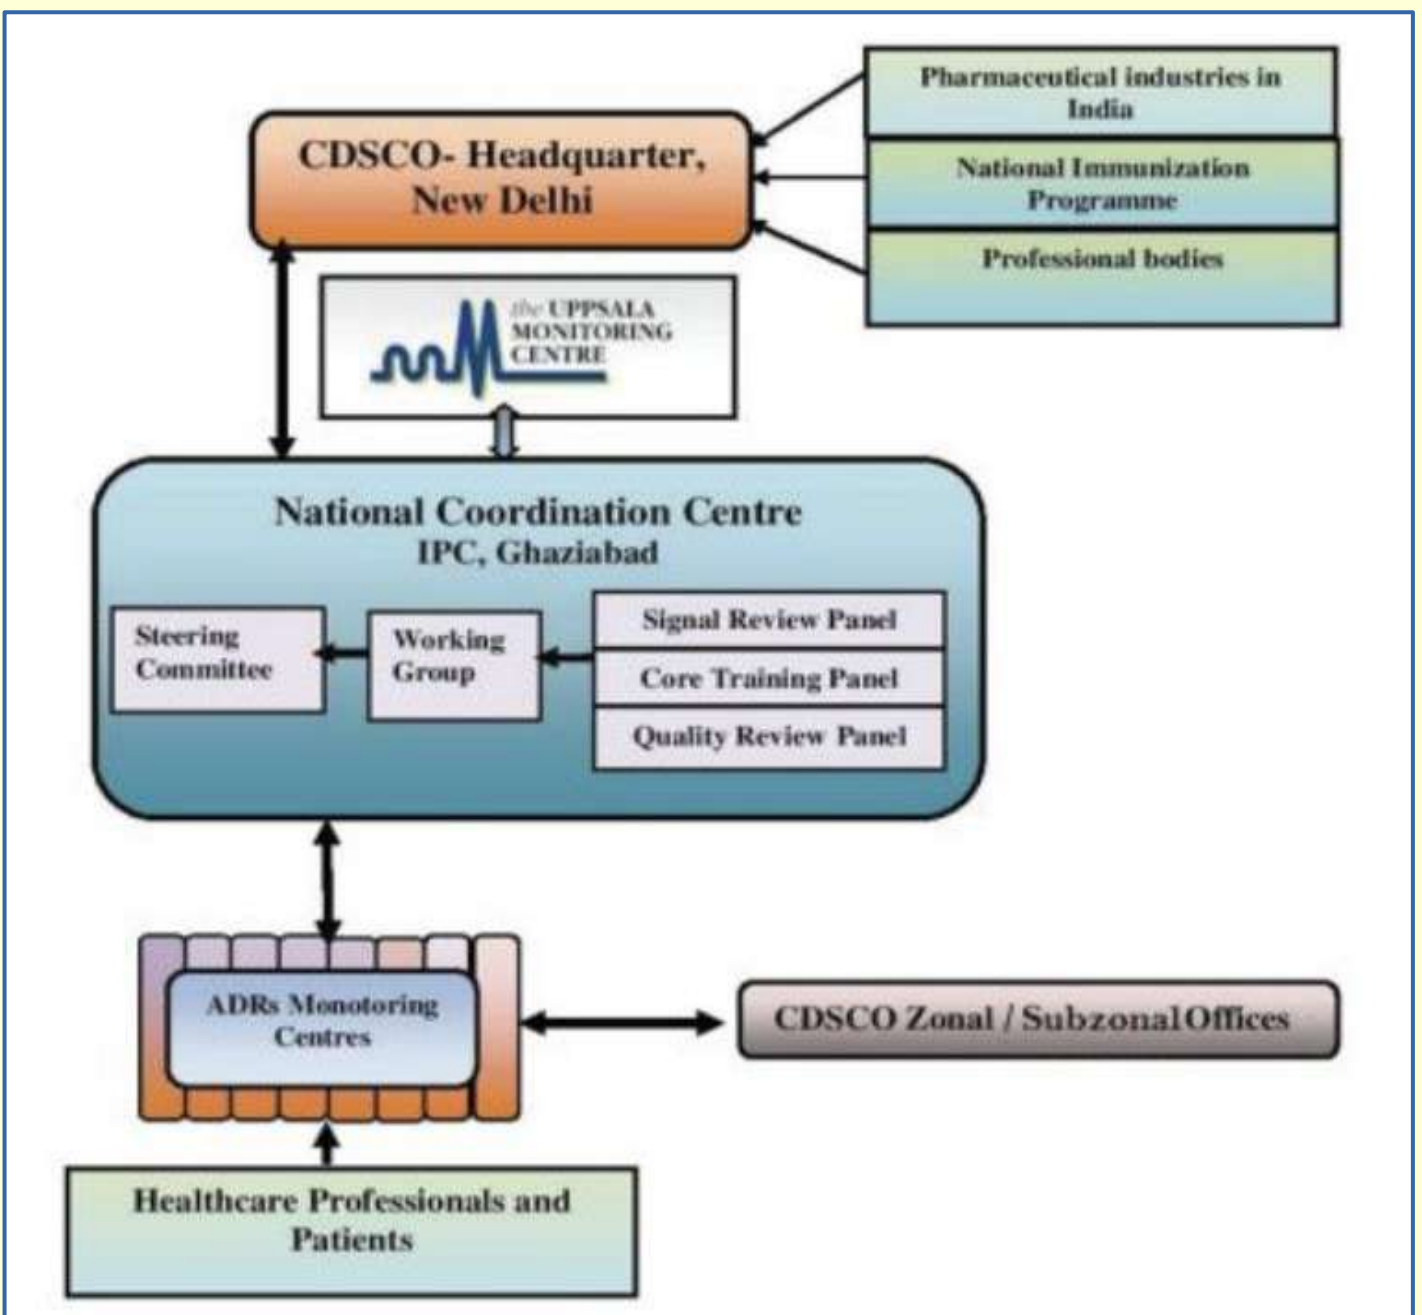 Pharmaceutical industries in
India
CDSCO- Headquarter,
New Delhi
National Immunization
Programme
Professional bodies
the UPPSALA
MONITORING
CENTRE
National Coordination Centre
IPC, Ghaziabad
Steering
Committee
Working
Group
Signal Review Panel
Core Training Panel
Quality Review Panel
ADRs Monotoring
Centres
CDSCO Zonal / Subzonal Offices
Healthcare Professionals and
Patients